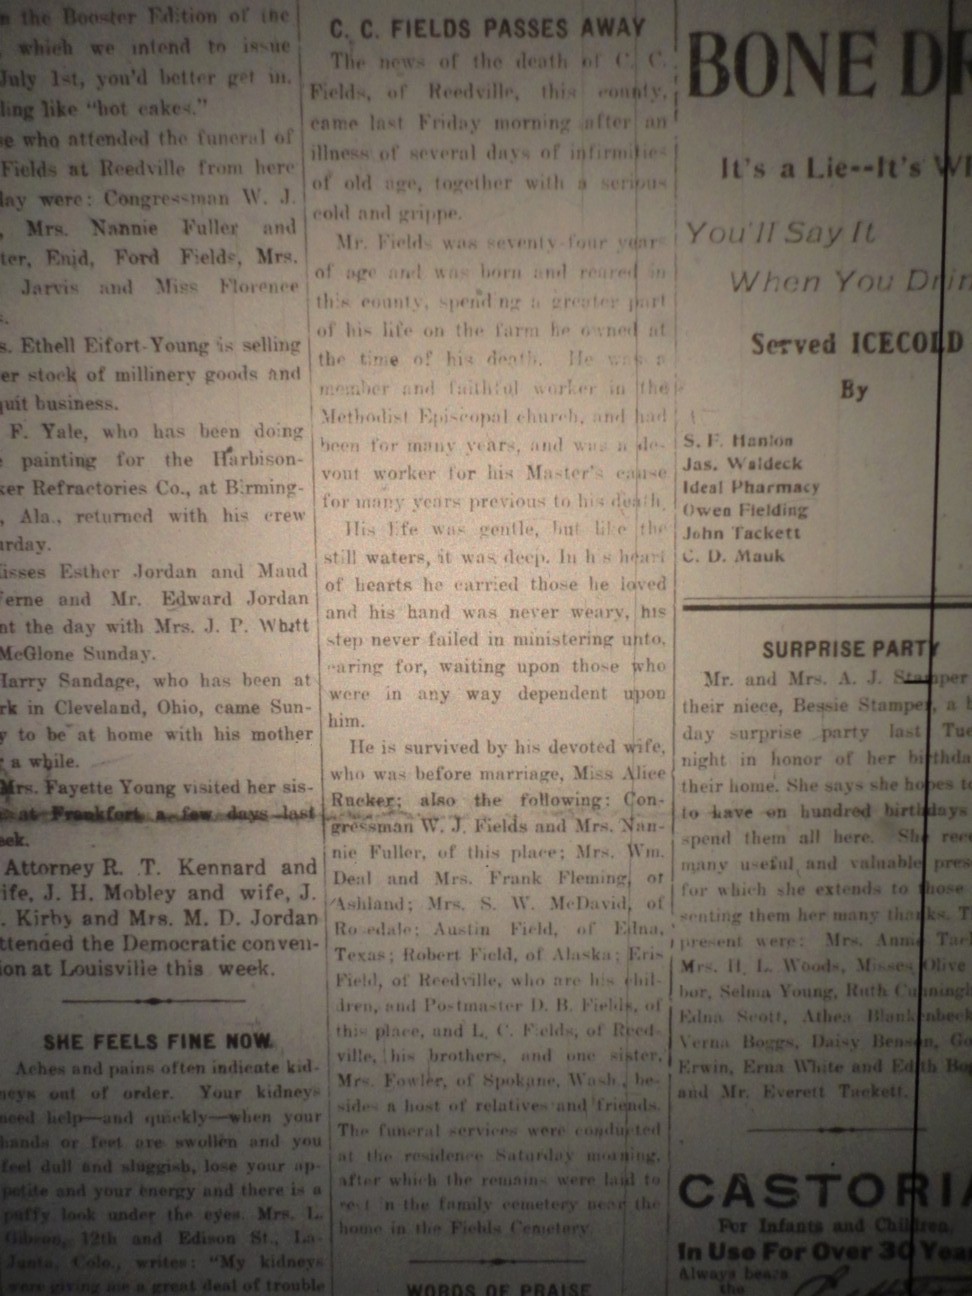 n the Booster Edition of the
which we intend to issue
July 1st, you'd better get in.
ling like "hot cakes."
e who attended the funeral of
Fields at Reedville from here
day were: Congressman W. J.
, Mrs. Nannie Fuller and
ter, Enid, Ford Fields, Mrs.
Jarvis and Miss Florence
s.
s. Ethell Eifort-Young is selling
er stock of millinery goods and
quit business.
F. Yale, who has been doing
e painting for the Harbison-
ker Refractories Co., at Birming-
, Ala., returned with his crew
urday.
isses Esther Jordan and Maud
erne and Mr. Edward Jordan
nt the day with Mrs. J. P. Whitt
McGlone Sunday.
Harry Sandage, who has been at
rk in Cleveland, Ohio, came Sun-
y to be at home with his mother
r a while.
Mrs. Fayette Young visited her sis-
at Frankfort a few days last
eek.
Attorney R. T. Kennard and
ife, J. H. Mobley and wife, J.
. Kirby and Mrs. M. D. Jordan
ttended the Democratic conven-
ion at Louisville this week.
SHE FEELS FINE NOW.
Aches and pains often indicate kid-
neys out of order. Your kidneys
need help—and quickly—when your
hands or feet are swollen and you
feel dull and sluggish, lose your ap-
petite and your energy and there is a
puffy look under the eyes. Mrs. L.
Gibson, 12th and Edison St., La-
Junta, Colo., writes: "My kidneys
were giving me a great deal of trouble
C. C. FIELDS PASSES AWAY
The news of the death of C. C.
Fields, of Reedville, this county,
came last Friday morning after an
illness of several days of infirmities
of old age, together with a serious
cold and grippe.
Mr. Fields was seventy-four years
of age and was born and reared in
this county, spending a greater part
of his life on the farm he owned at
the time of his death. He was a
member and faithful worker in the
Methodist Episcopal church, and had
been for many years, and was a de-
vout worker for his Master's cause
for many years previous to his death.
His life was gentle, but like the
still waters, it was deep. In h s heart
of hearts he carried those he loved
and his hand was never weary, his
step never failed in ministering unto,
caring for, waiting upon those who
were in any way dependent upon
him.
He is survived by his devoted wife,
who was before marriage, Miss Alice
Rucker; also the following: Con-
gressman W. J. Fields and Mrs. Nan-
nie Fuller, of this place; Mrs. Wm.
Deal and Mrs. Frank Fleming, of
Ashland; Mrs. S. W. McDavid, of
Ro edale; Austin Field, of Edna,
Texas; Robert Field, of Alaska; Eris
Field, of Reedville, who are his chil-
dren, and Postmaster D. B. Fields, of
this place, and L. C. Fields, of Reed-
ville, his brothers, and one sister,
Mrs. Fowler, of Spokane, Wash., be-
sides a host of relatives and friends.
The funeral services were conducted
at the residence Saturday morning,
after which the remains were laid to
rest n the family cemetery near the
home in the Fields Cemetery.
WORDS OF PRAISE
BONE DR
It's a Lie--It's
You'll Say It
When You Drin
Served ICECOLD
By
S. F. Hanlon
Jas. Waldeck
Ideal Pharmacy
Owen Fielding
John Tackett
C. D. Mauk
SURPRISE PARTY
Mr. and Mrs. A. J. Stamper
their niece, Bessie Stamper, a b
day surprise party last Tue
night in honor of her birthda
their home. She says she hopes to
to have on hundred birthdays
spend them all here. She rece
many useful and valuable pres
for which she extends to those
senting them her many thanks. T
present were: Mrs. Anna Tack
Mrs. H. L. Woods, Misses Olive
bor, Selma Young, Ruth Cunningh
Edna Scott, Athea Blankenbeck
Verna Boggs, Daisy Benson, Go
Erwin, Erna White and Edith Bog
and Mr. Everett Tackett.
CASTORIA
For Infants and Children.
In Use For Over 30 Year
Always bears
the